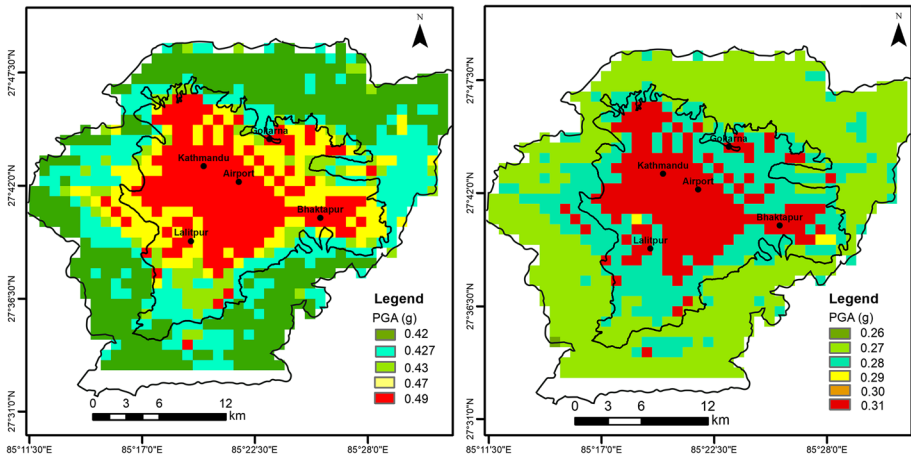 N
27°47'30"N
27°42'0"N
27°36'30"N
27°31'0"N
Gokarna
Kathmandu
Airport
Bhaktapur
Lalitpur
Legend
PGA (g)
0.42
0.427
0.43
0.47
0.49
0 3 6 12
km
85°11'30"E 85°17'0"E 85°22'30"E 85°28'0"E
N
27°47'30"N
27°42'0"N
27°36'30"N
27°31'0"N
Gokarna
Kathmandu
Airport
Bhaktapur
Lalitpur
Legend
PGA (g)
0.26
0.27
0.28
0.29
0.30
0.31
0 3 6 12
km
85°11'30"E 85°17'0"E 85°22'30"E 85°28'0"E